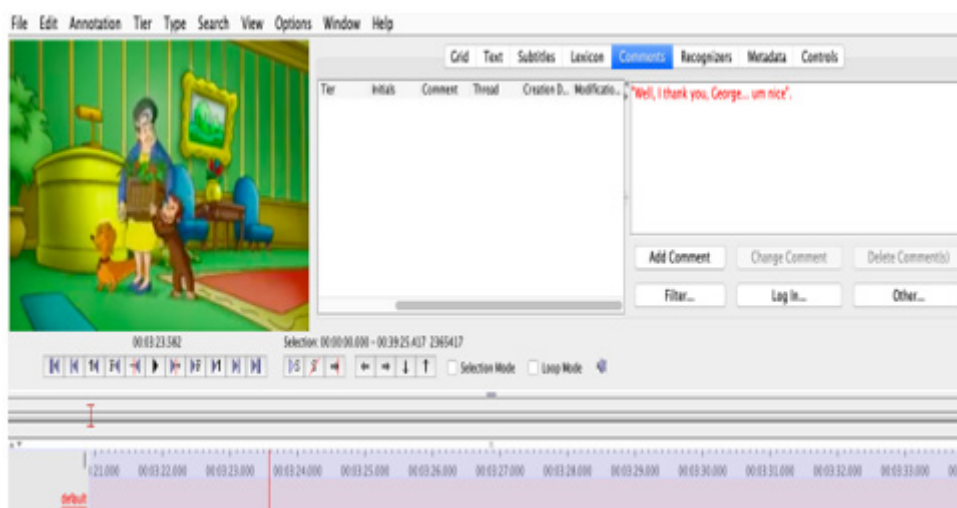 File Edit Annotation Tier Type Search View Options Window Help
Grid Text Subtitles Lexicon Comments Recognizers Metadata Controls
Tier Initials Comment Thread Creation D... Modificatio...
"Well, I thank you, George... um nice".
Add Comment Change Comment Delete Comment(s)
Filter... Log In... Other...
00:03:23.582 Selection: 00:00:00.000 - 00:39:25.417 2365417
Selection Mode Loop Mode
00:03:22.000 00:03:23.000 00:03:24.000 00:03:25.000 00:03:26.000 00:03:27.000 00:03:28.000 00:03:29.000 00:03:30.000 00:03:31.000 00:03:32.000 00:03:33.000
default